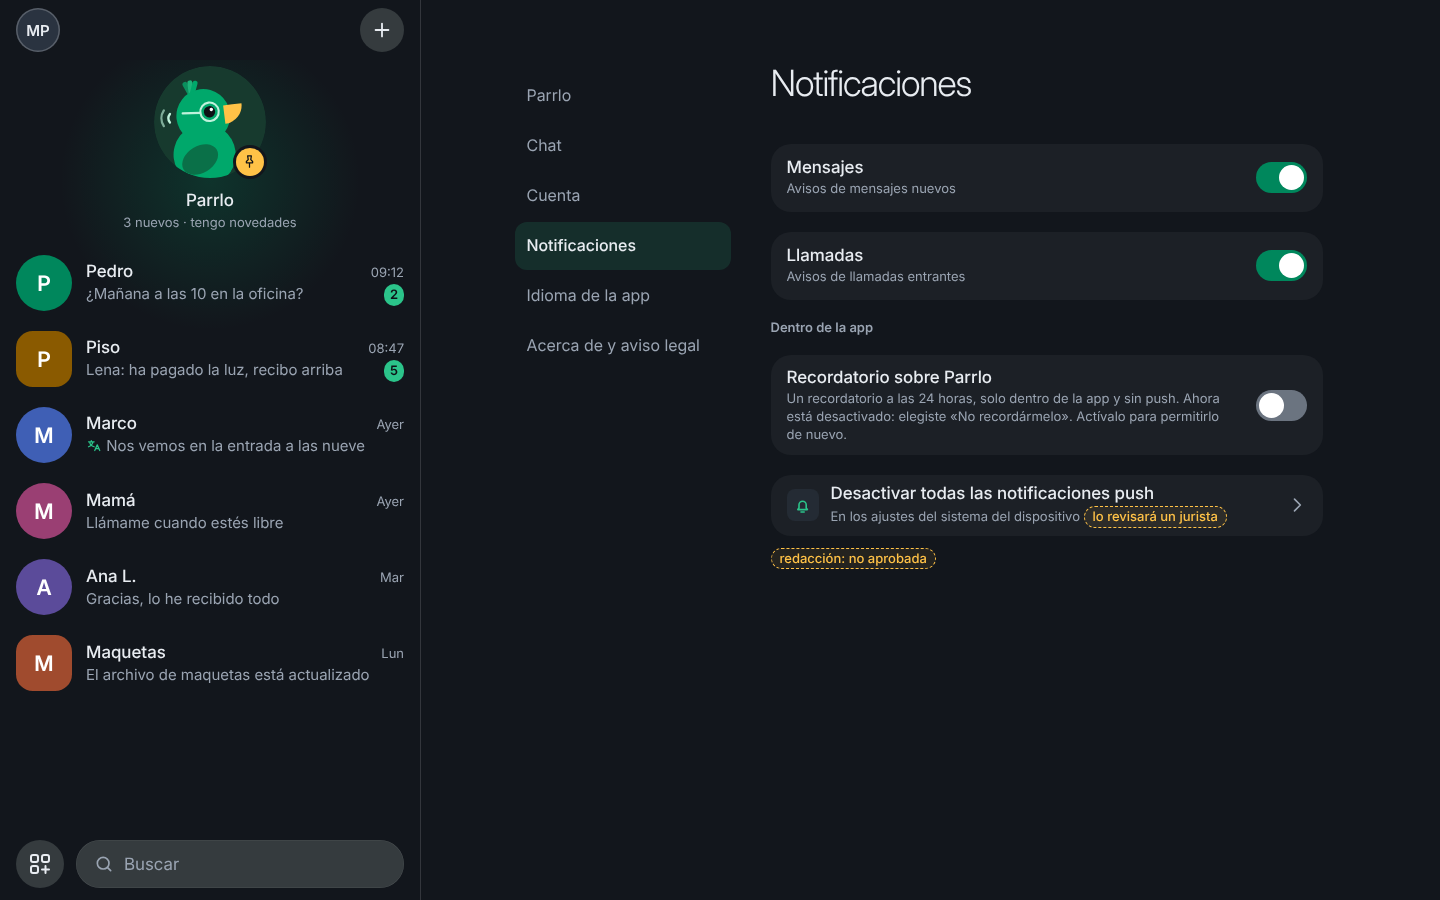 MP
Parrlo
3 nuevos · tengo novedades
Pedro
09:12
¿Mañana a las 10 en la oficina?
2
P
Piso
08:47
Lena: ha pagado la luz, recibo arriba
5
P
Marco
Ayer
Nos vemos en la entrada a las nueve
M
Mamá
Ayer
Llámame cuando estés libre
M
Ana L.
Mar
Gracias, lo he recibido todo
A
Maquetas
Lun
El archivo de maquetas está actualizado
M
Buscar
Parrlo
Chat
Cuenta
Notificaciones
Idioma de la app
Acerca de y aviso legal
Notificaciones
Mensajes
Avisos de mensajes nuevos
Llamadas
Avisos de llamadas entrantes
Dentro de la app
Recordatorio sobre Parrlo
Un recordatorio a las 24 horas, solo dentro de la app y sin push. Ahora
está desactivado: elegiste «No recordármelo». Actívalo para permitirlo
de nuevo.
Desactivar todas las notificaciones push
En los ajustes del sistema del dispositivo lo revisará un jurista
redacción: no aprobada